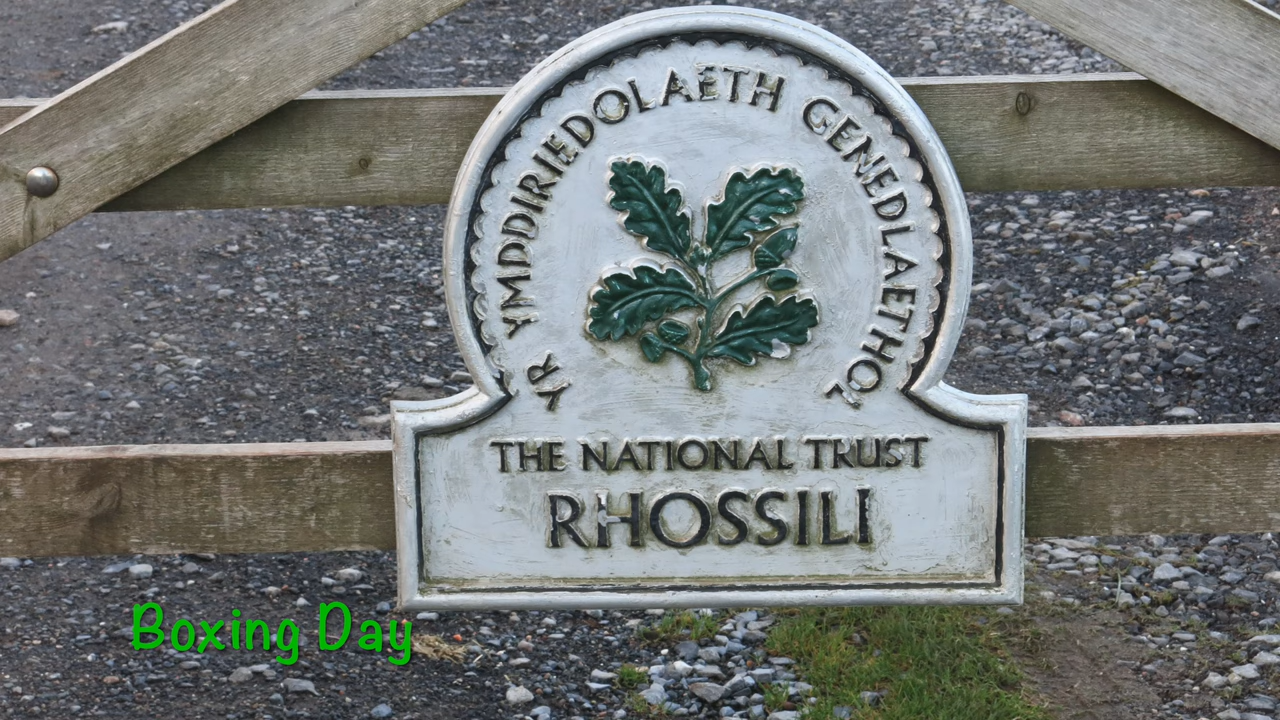 YR YMDDIRIEDOLAETH GENEDLAETHOL
THE NATIONAL TRUST
RHOSSILI
Boxing Day